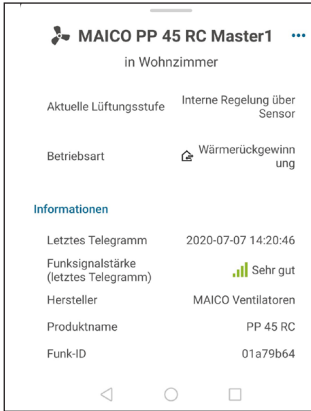 MAICO PP 45 RC Master1
in Wohnzimmer
Aktuelle Lüftungsstufe
Interne Regelung über
Sensor
Betriebsart
Wärmerückgewinn
ung
Informationen
Letztes Telegramm
2020-07-07 14:20:46
Funksignalstärke
(letztes Telegramm)
Sehr gut
Hersteller
MAICO Ventilatoren
Produktname
PP 45 RC
Funk-ID
01a79b64